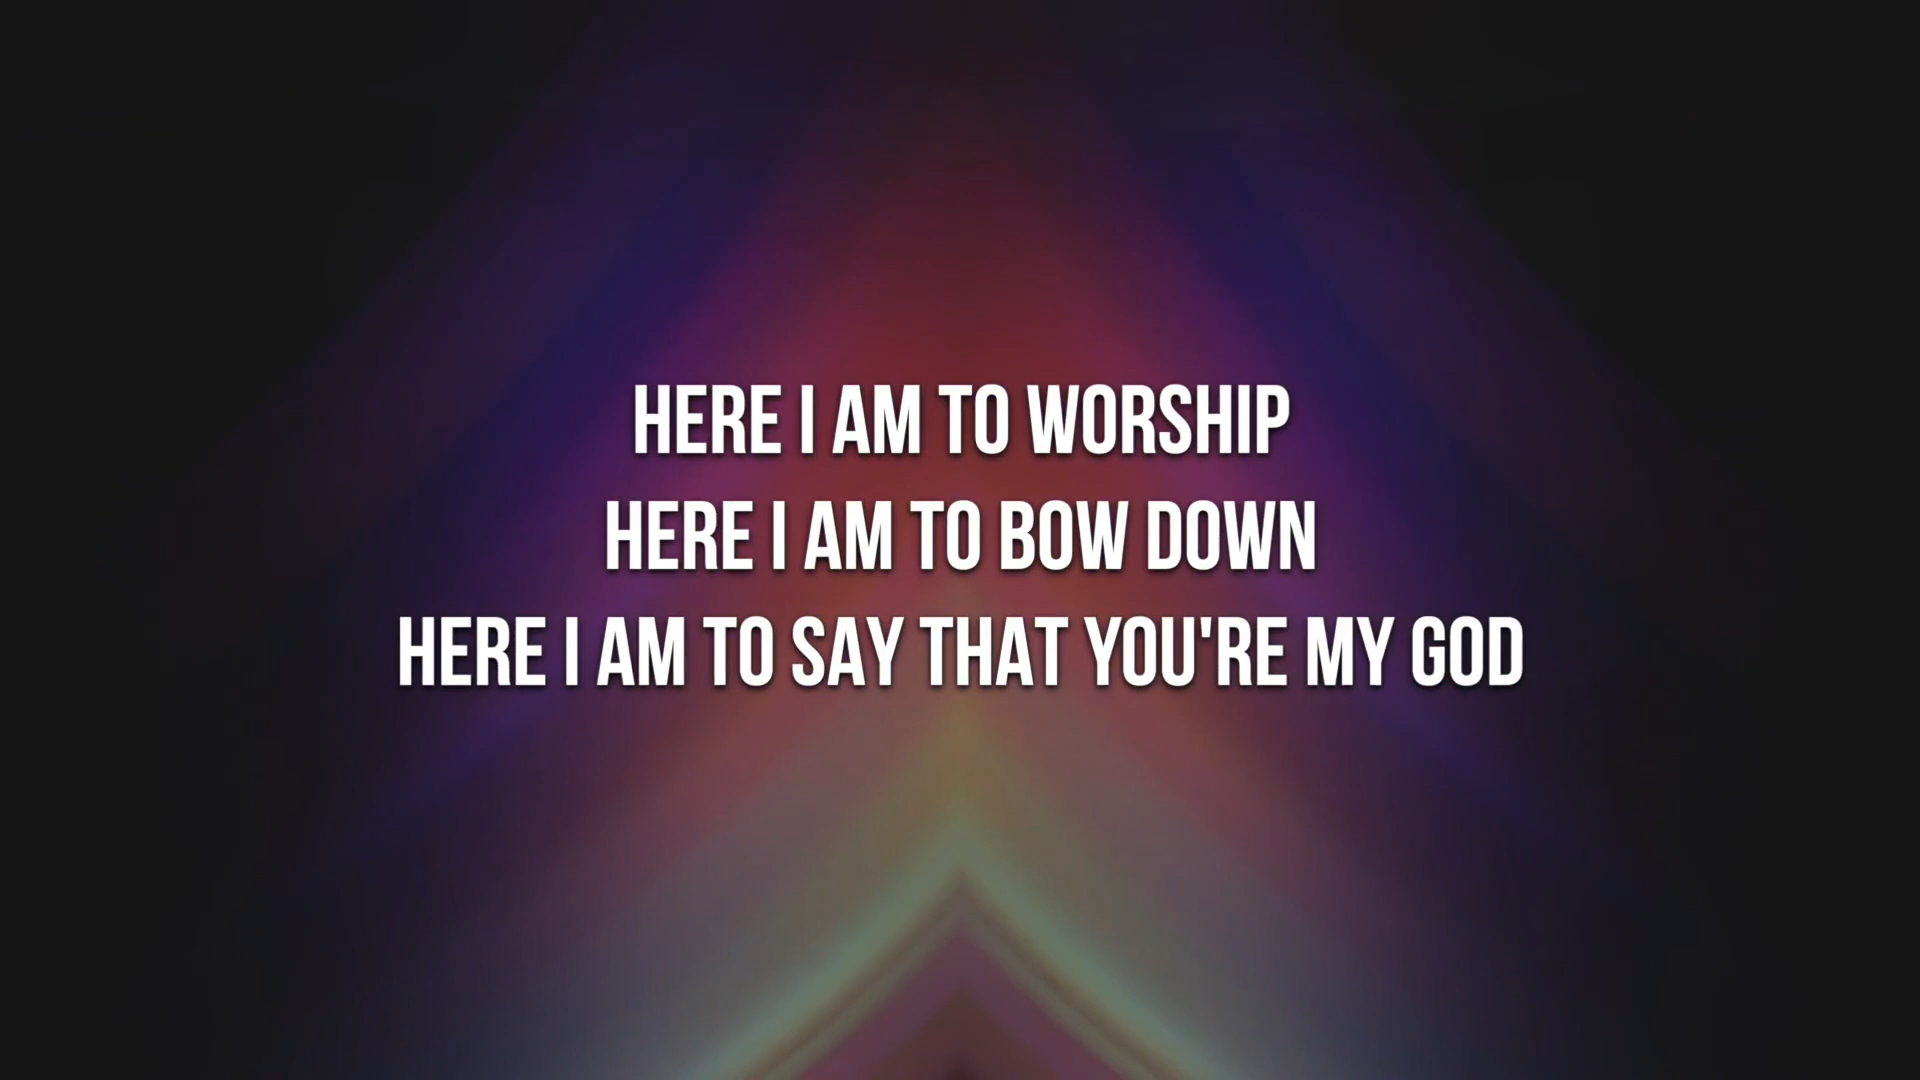 HERE I AM TO WORSHIP
HERE I AM TO BOW DOWN
HERE I AM TO SAY THAT YOU'RE MY GOD